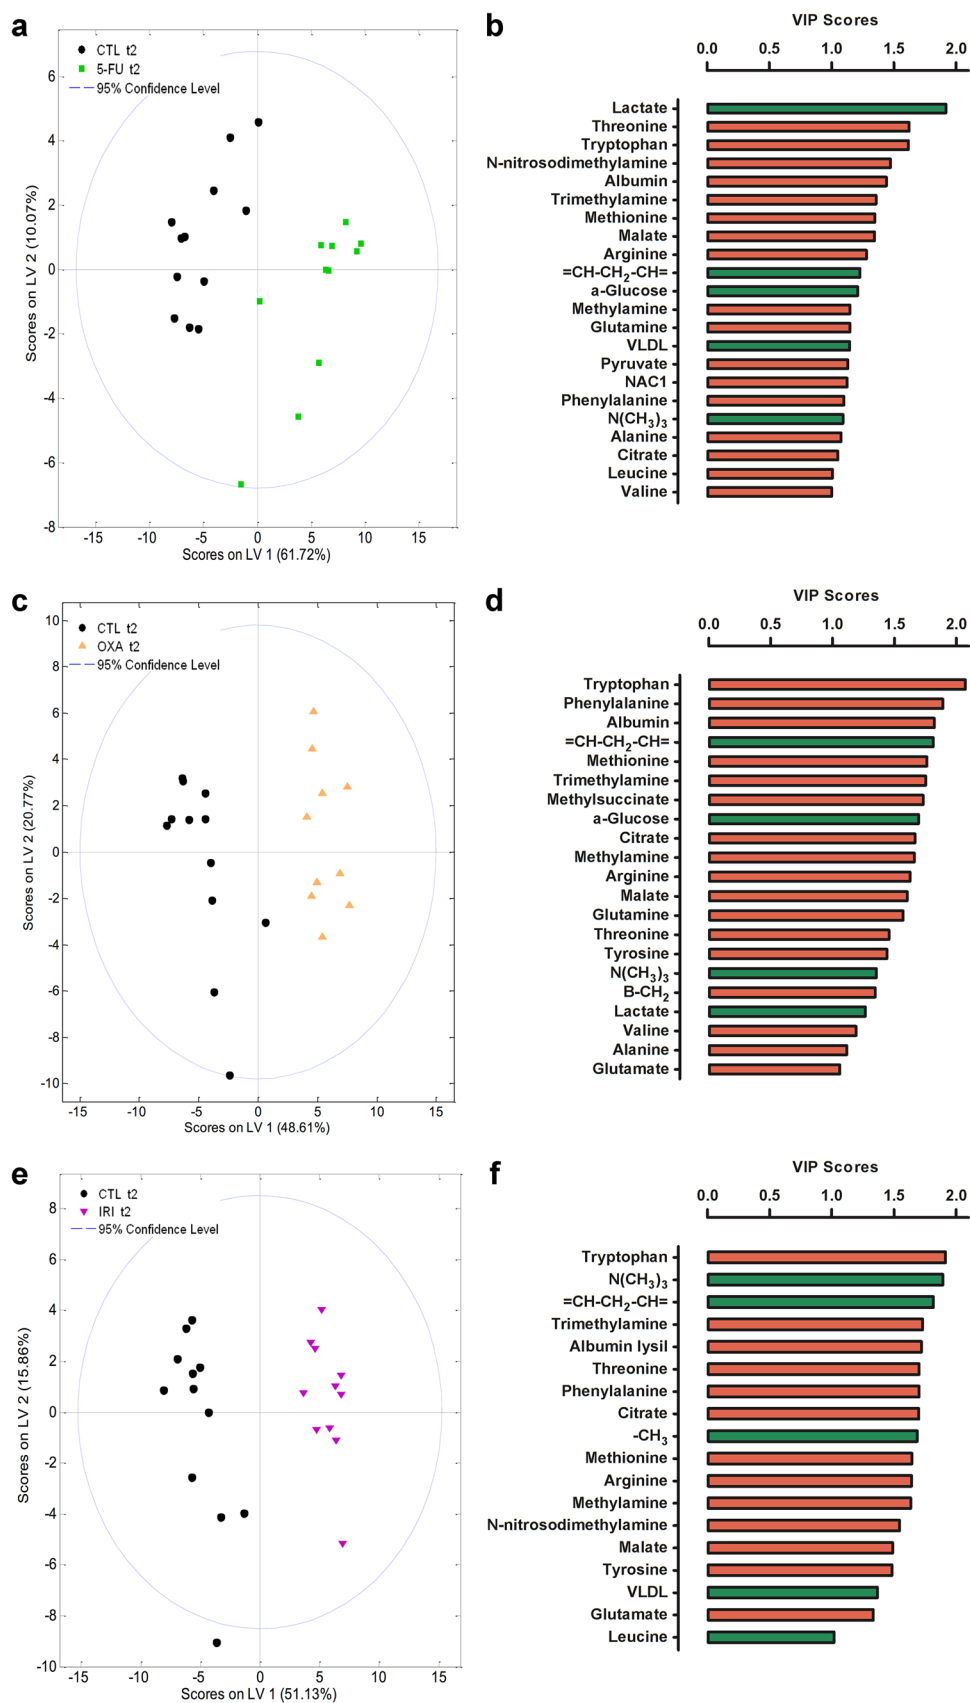 a
CTL t2
5-FU t2
95% Confidence Level
6
4
2
0
-2
-4
-6
-8
Scores on LV 2 (10.07%)
-15 -10 -5 0 5 10 15
Scores on LV 1 (61.72%)
b
VIP Scores
0.0 0.5 1.0 1.5 2.0
Lactate
Threonine
Tryptophan
N-nitrosodimethylamine
Albumin
Trimethylamine
Methionine
Malate
Arginine
=CH-CH2-CH=
a-Glucose
Methylamine
Glutamine
VLDL
Pyruvate
NAC1
Phenylalanine
N(CH3)3
Alanine
Citrate
Leucine
Valine
c
CTL t2
OXA t2
95% Confidence Level
10
8
6
4
2
0
-2
-4
-6
-8
-10
Scores on LV 2 (20.77%)
-15 -10 -5 0 5 10 15
Scores on LV 1 (48.61%)
d
VIP Scores
0.0 0.5 1.0 1.5 2.0
Tryptophan
Phenylalanine
Albumin
=CH-CH2-CH=
Methionine
Trimethylamine
Methylsuccinate
a-Glucose
Citrate
Methylamine
Arginine
Malate
Glutamine
Threonine
Tyrosine
N(CH3)3
B-CH2
Lactate
Valine
Alanine
Glutamate
e
CTL t2
IRI t2
95% Confidence Level
8
6
4
2
0
-2
-4
-6
-8
-10
Scores on LV 2 (15.86%)
-15 -10 -5 0 5 10 15
Scores on LV 1 (51.13%)
f
VIP Scores
0.0 0.5 1.0 1.5 2.0
Tryptophan
N(CH3)3
=CH-CH2-CH=
Trimethylamine
Albumin lysil
Threonine
Phenylalanine
Citrate
-CH3
Methionine
Arginine
Methylamine
N-nitrosodimethylamine
Malate
Tyrosine
VLDL
Glutamate
Leucine